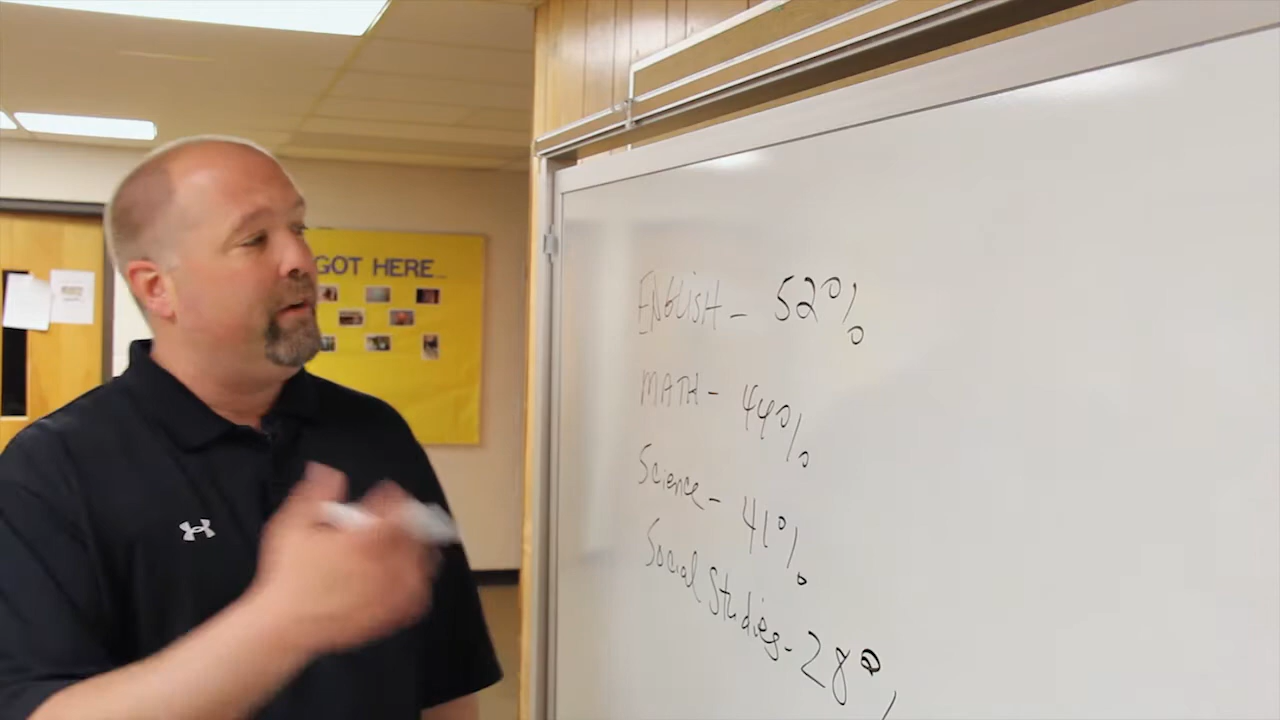 GOT HERE...
ENGLISH - 52%
MATH - 44%
Science - 41%
Social Studies - 28%